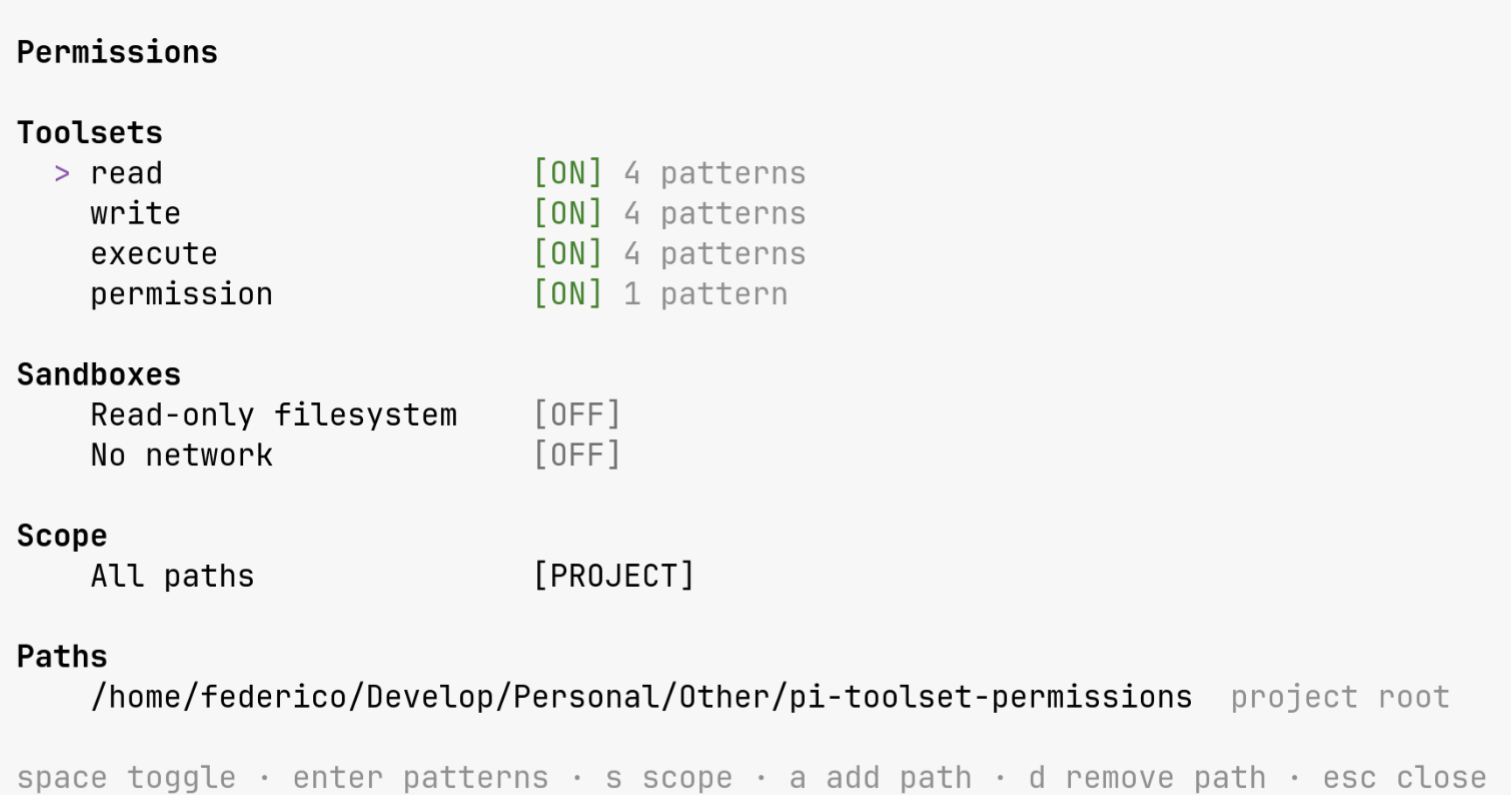 Permissions
Toolsets
> read [ON] 4 patterns
write [ON] 4 patterns
execute [ON] 4 patterns
permission [ON] 1 pattern
Sandboxes
Read-only filesystem [OFF]
No network [OFF]
Scope
All paths [PROJECT]
Paths
/home/federico/Develop/Personal/Other/pi-toolset-permissions project root
space toggle · enter patterns · s scope · a add path · d remove path · esc close